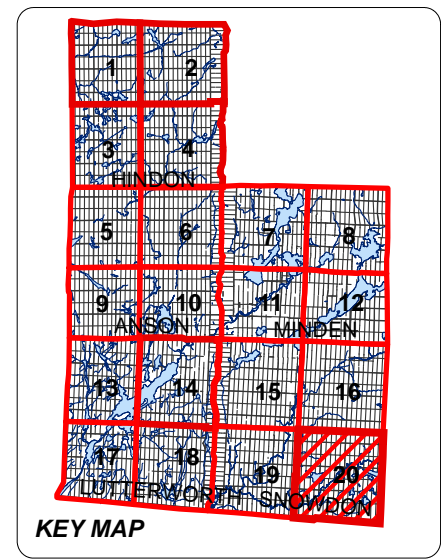 1 2
3 4
HINDON
5 6 7 8
9 10 11 12
ANSON MINDEN
13 14 15 16
17 18 19 20
LUTTERWORTH SNOWDON
KEY MAP